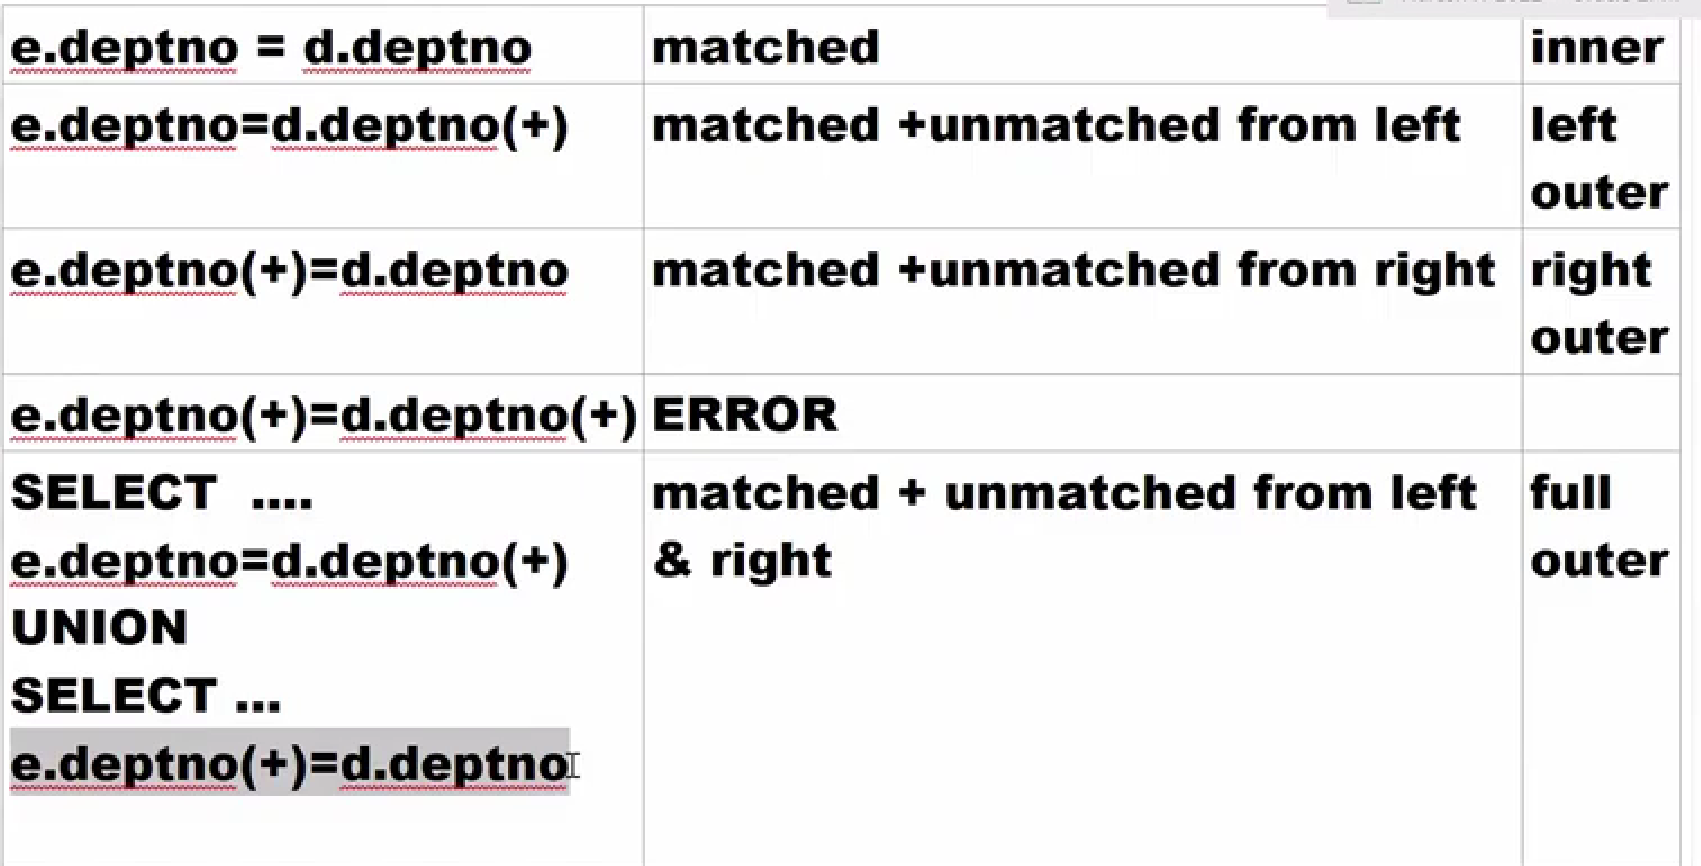 e.deptno = d.deptno matched inner
e.deptno=d.deptno(+) matched +unmatched from left left
outer
e.deptno(+)=d.deptno matched +unmatched from right right
outer
e.deptno(+)=d.deptno(+) ERROR
SELECT .... matched + unmatched from left full
e.deptno=d.deptno(+) & right outer
UNION
SELECT ...
e.deptno(+)=d.deptno